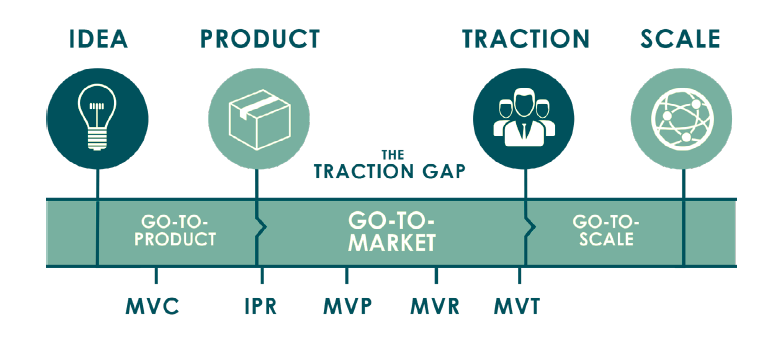 IDEA PRODUCT TRACTION SCALE
THE
TRACTION GAP
GO-TO-
PRODUCT
GO-TO-
MARKET
GO-TO-
SCALE
MVC IPR MVP MVR MVT